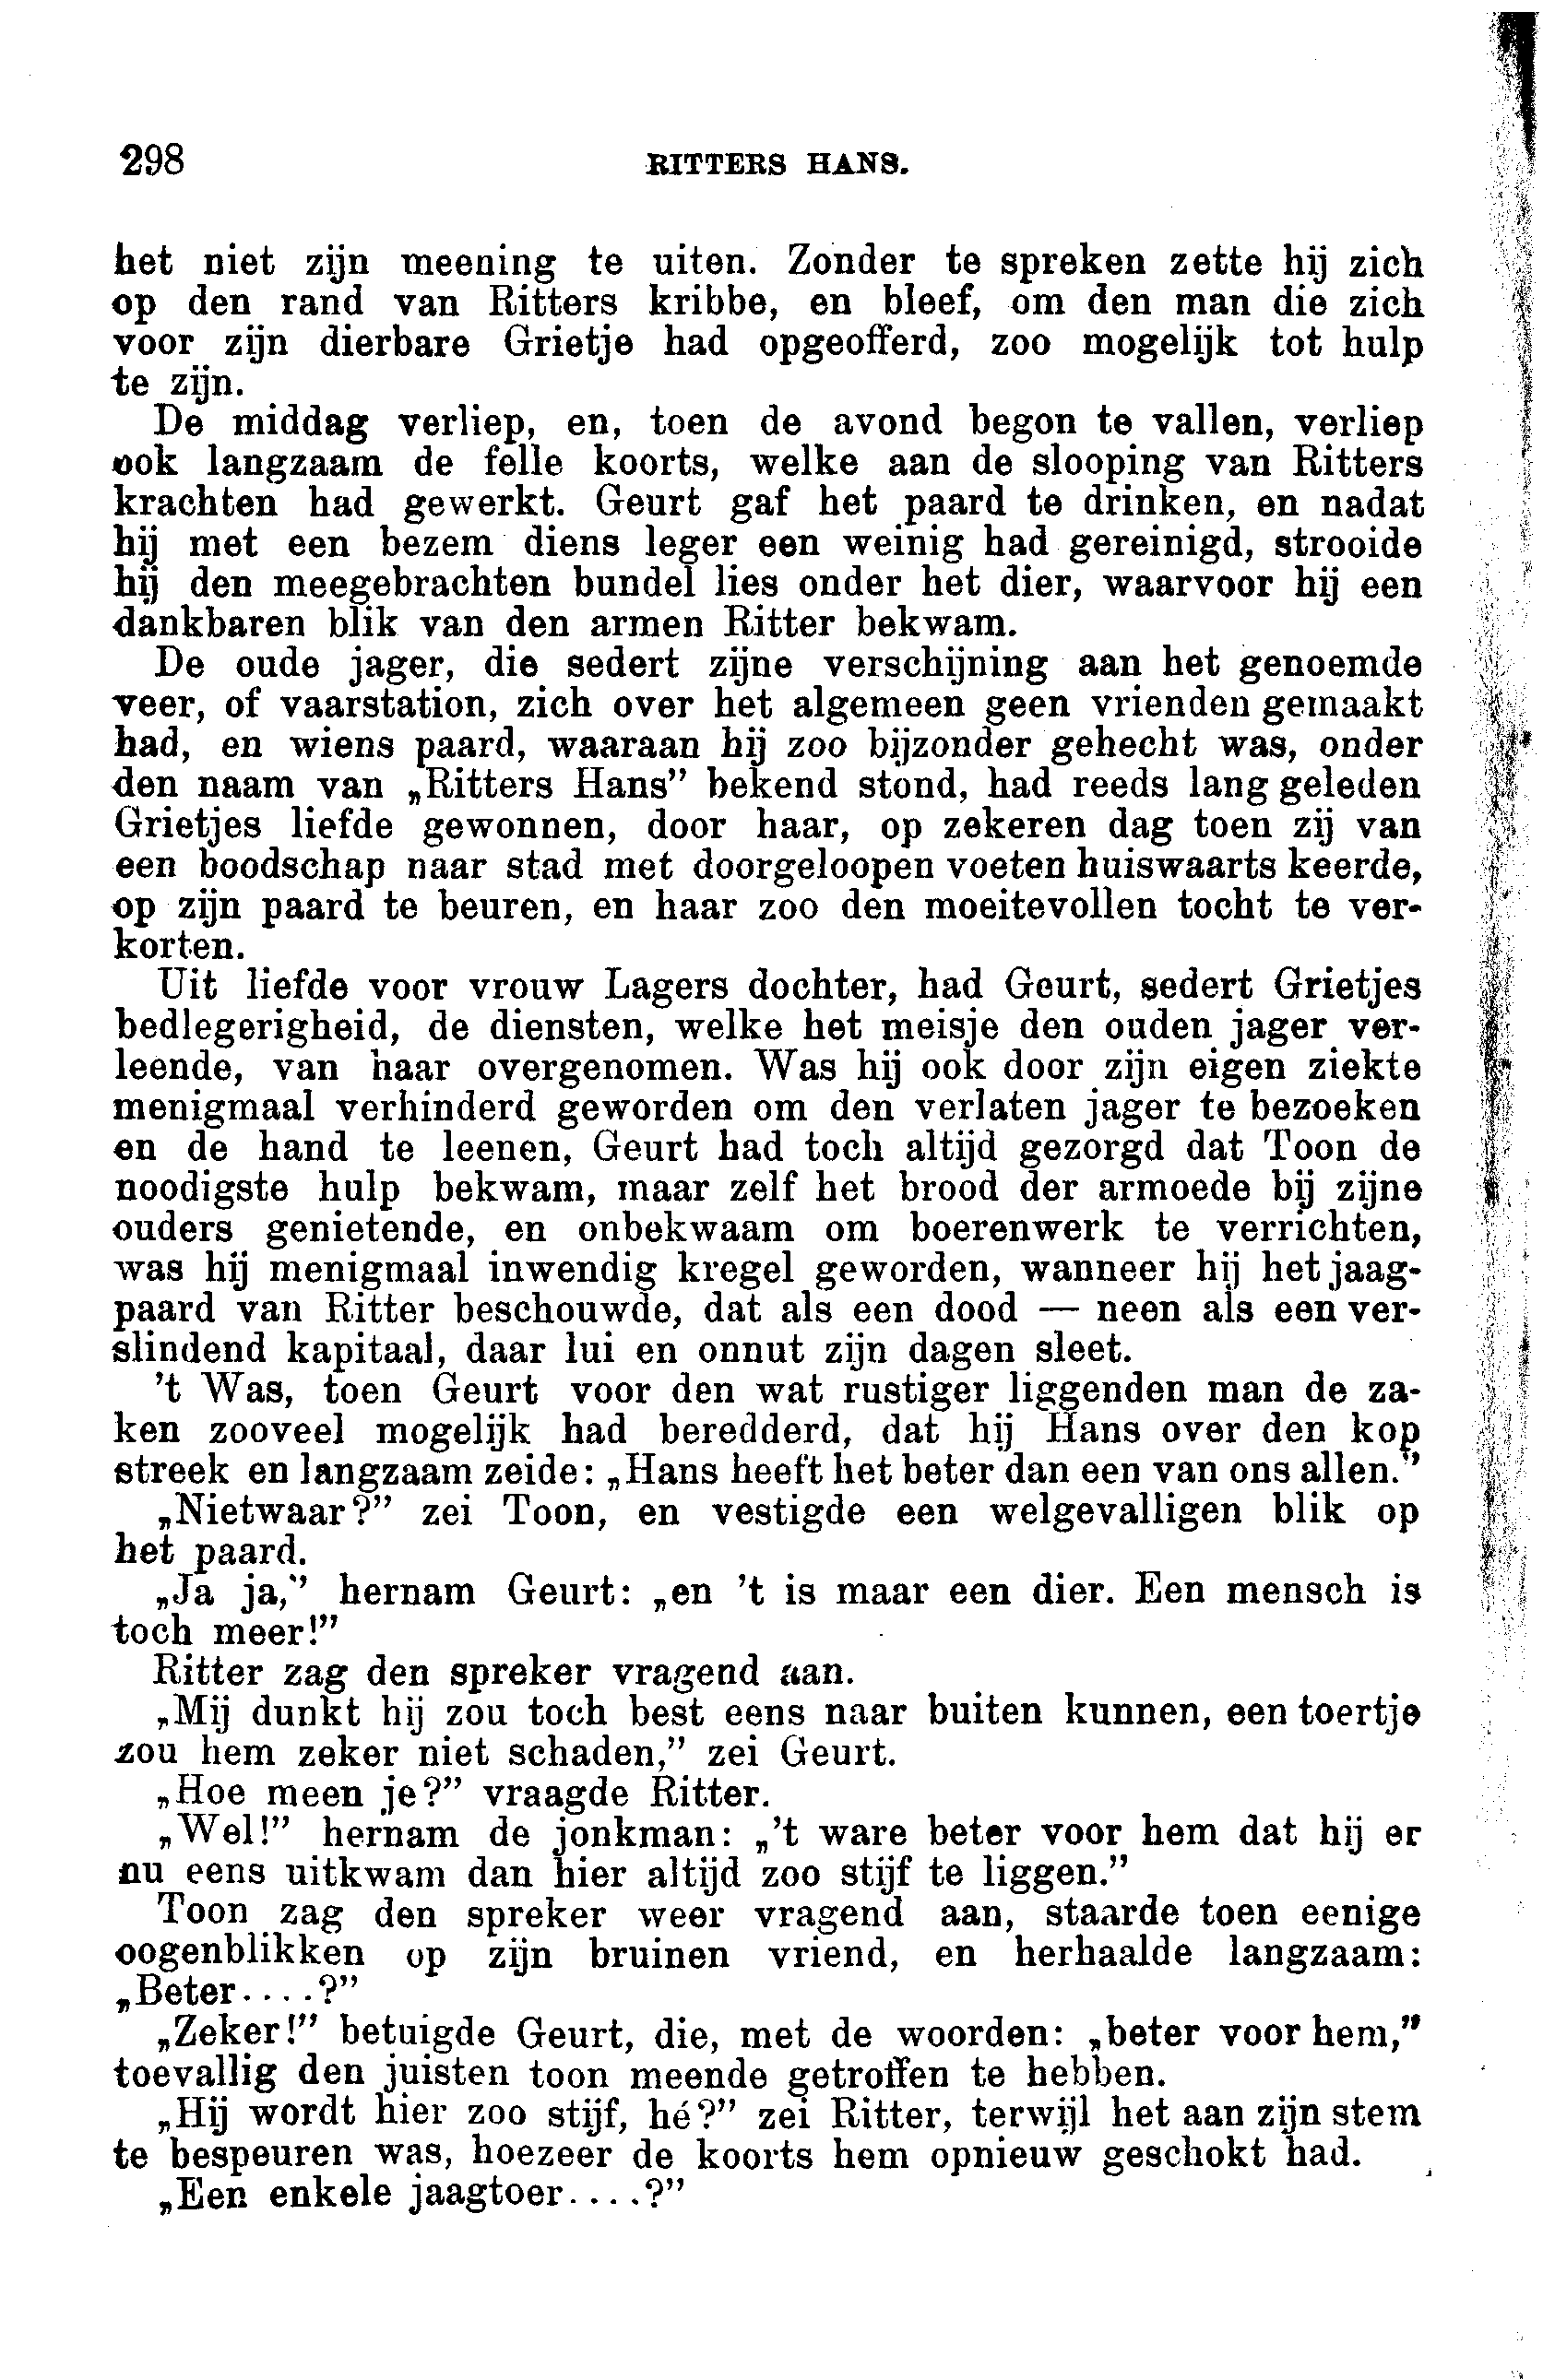 298 RITTERS HANS.
het niet zijn meening te uiten. Zonder te spreken zette hij zich
op den rand van Ritters kribbe, en bleef, om den man die zich
voor zijn dierbare Grietje had opgeofferd, zoo mogelijk tot hulp
te zijn.
De middag verliep, en, toen de avond begon te vallen, verliep
ook langzaam de felle koorts, welke aan de slooping van Ritters
krachten had gewerkt. Geurt gaf het paard te drinken, en nadat
hij met een bezem diens leger een weinig had gereinigd, strooide
hij den meegebrachten bundel lies onder het dier, waarvoor hij een
dankbaren blik van den armen Ritter bekwam.
De oude jager, die sedert zijne verschijning aan het genoemde
veer, of vaarstation, zich over het algemeen geen vrienden gemaakt
had, en wiens paard, waaraan hij zoo bijzonder gehecht was, onder
den naam van „Ritters Hans” bekend stond, had reeds lang geleden
Grietjes liefde gewonnen, door haar, op zekeren dag toen zij van
een boodschap naar stad met doorgeloopen voeten huiswaarts keerde,
op zijn paard te beuren, en haar zoo den moeitevollen tocht te ver-
korten.
Uit liefde voor vrouw Lagers dochter, had Geurt, sedert Grietjes
bedlegerigheid, de diensten, welke het meisje den ouden jager ver-
leende, van haar overgenomen. Was hij ook door zijn eigen ziekte
menigmaal verhinderd geworden om den verlaten jager te bezoeken
en de hand te leenen, Geurt had toch altijd gezorgd dat Toon de
noodigste hulp bekwam, maar zelf het brood der armoede bij zijne
ouders genietende, en onbekwaam om boerenwerk te verrichten,
was hij menigmaal inwendig kregel geworden, wanneer hij het jaag-
paard van Ritter beschouwde, dat als een dood — neen als een ver-
slindend kapitaal, daar lui en onnut zijn dagen sleet.
’t Was, toen Geurt voor den wat rustiger liggenden man de za-
ken zooveel mogelijk had beredderd, dat hij Hans over den kop
streek en langzaam zeide: „Hans heeft het beter dan een van ons allen.”
„Nietwaar?” zei Toon, en vestigde een welgevalligen blik op
het paard.
„Ja ja,” hernam Geurt: „en ’t is maar een dier. Een mensch is
toch meer!”
Ritter zag den spreker vragend aan.
„Mij dunkt hij zou toch best eens naar buiten kunnen, een toertje
zou hem zeker niet schaden,” zei Geurt.
„Hoe meen je?” vraagde Ritter.
„Wel!” hernam de jonkman: „’t ware beter voor hem dat hij er
nu eens uitkwam dan hier altijd zoo stijf te liggen.”
Toon zag den spreker weer vragend aan, staarde toen eenige
oogenblikken op zijn bruinen vriend, en herhaalde langzaam:
„Beter....?”
„Zeker!” betuigde Geurt, die, met de woorden: „beter voor hem,”
toevallig den juisten toon meende getroffen te hebben.
„Hij wordt hier zoo stijf, hé?” zei Ritter, terwijl het aan zijn stem
te bespeuren was, hoezeer de koorts hem opnieuw geschokt had.
„Een enkele jaagtoer....?”